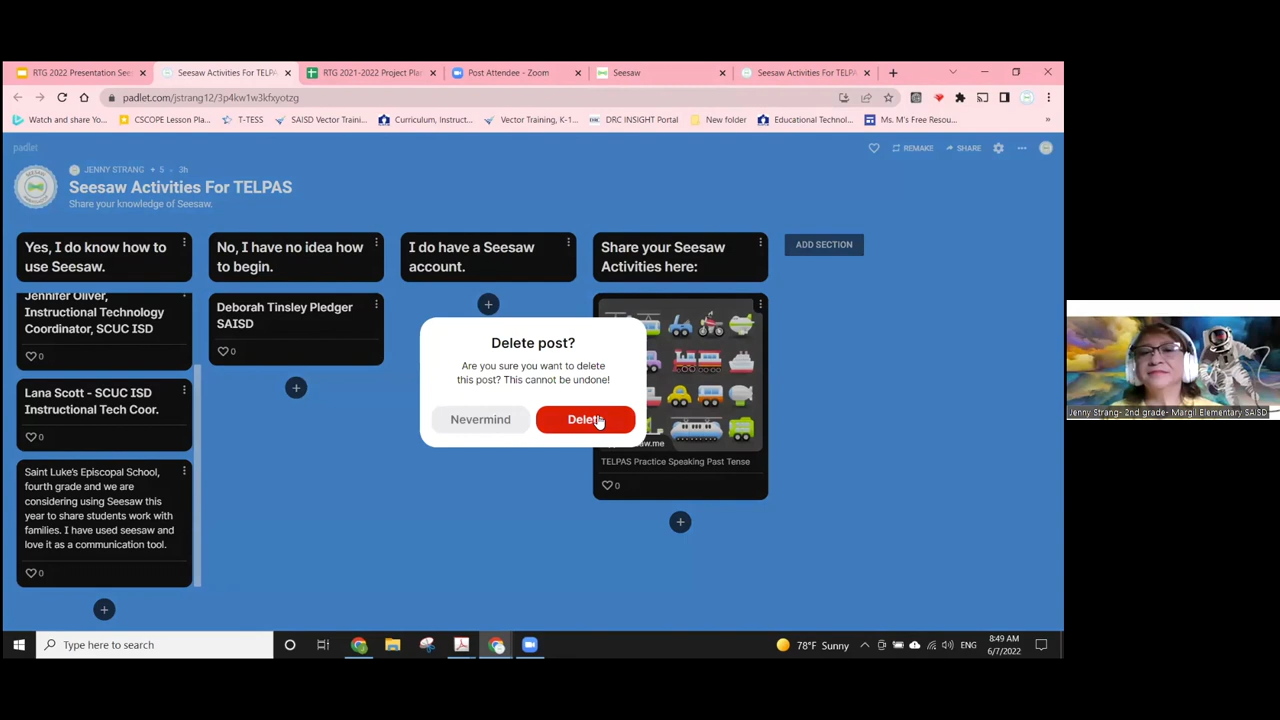 RTG 2022 Presentation See
Seesaw Activities For TELPA
RTG 2021-2022 Project Pla
Post Attendee - Zoom
Seesaw
Seesaw Activities For TELPA
padlet.com/jstrang12/3p4kw1w3kfxyotzg
Watch and share Yo...
CSCOPE Lesson Pla...
T-TESS
SAISD Vector Traini...
Curriculum, Instruct...
Vector Training, K-1...
DRC INSIGHT Portal
New folder
Educational Technol...
Ms. M's Free Resou...
padlet
REMAKE
SHARE
JENNY STRANG + 5 • 3h
Seesaw Activities For TELPAS
Share your knowledge of Seesaw.
Yes, I do know how to
use Seesaw.
Jennifer Oliver,
Instructional Technology
Coordinator, SCUC ISD
0
Lana Scott - SCUC ISD
Instructional Tech Coor.
0
Saint Luke's Episcopal School,
fourth grade and we are
considering using Seesaw this
year to share students work with
families. I have used seesaw and
love it as a communication tool.
0
No, I have no idea how
to begin.
Deborah Tinsley Pledger
SAISD
0
I do have a Seesaw
account.
Share your Seesaw
Activities here:
TELPAS Practice Speaking Past Tense
0
ADD SECTION
Delete post?
Are you sure you want to delete
this post? This cannot be undone!
Nevermind
Delete
Jenny Strang- 2nd grade- Margil Elementary SAISD
Type here to search
78°F Sunny
ENG
8:49 AM
6/7/2022